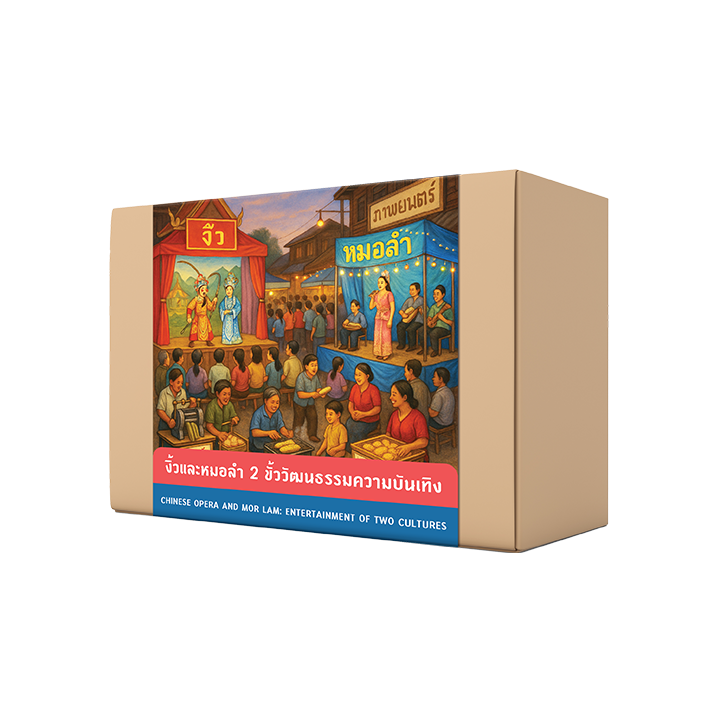 งิ้ว
ภาพยนตร์
หมอลำ
งิ้วและหมอลำ 2 ขั้ววัฒนธรรมความบันเทิง
CHINESE OPERA AND MOR LAM: ENTERTAINMENT OF TWO CULTURES